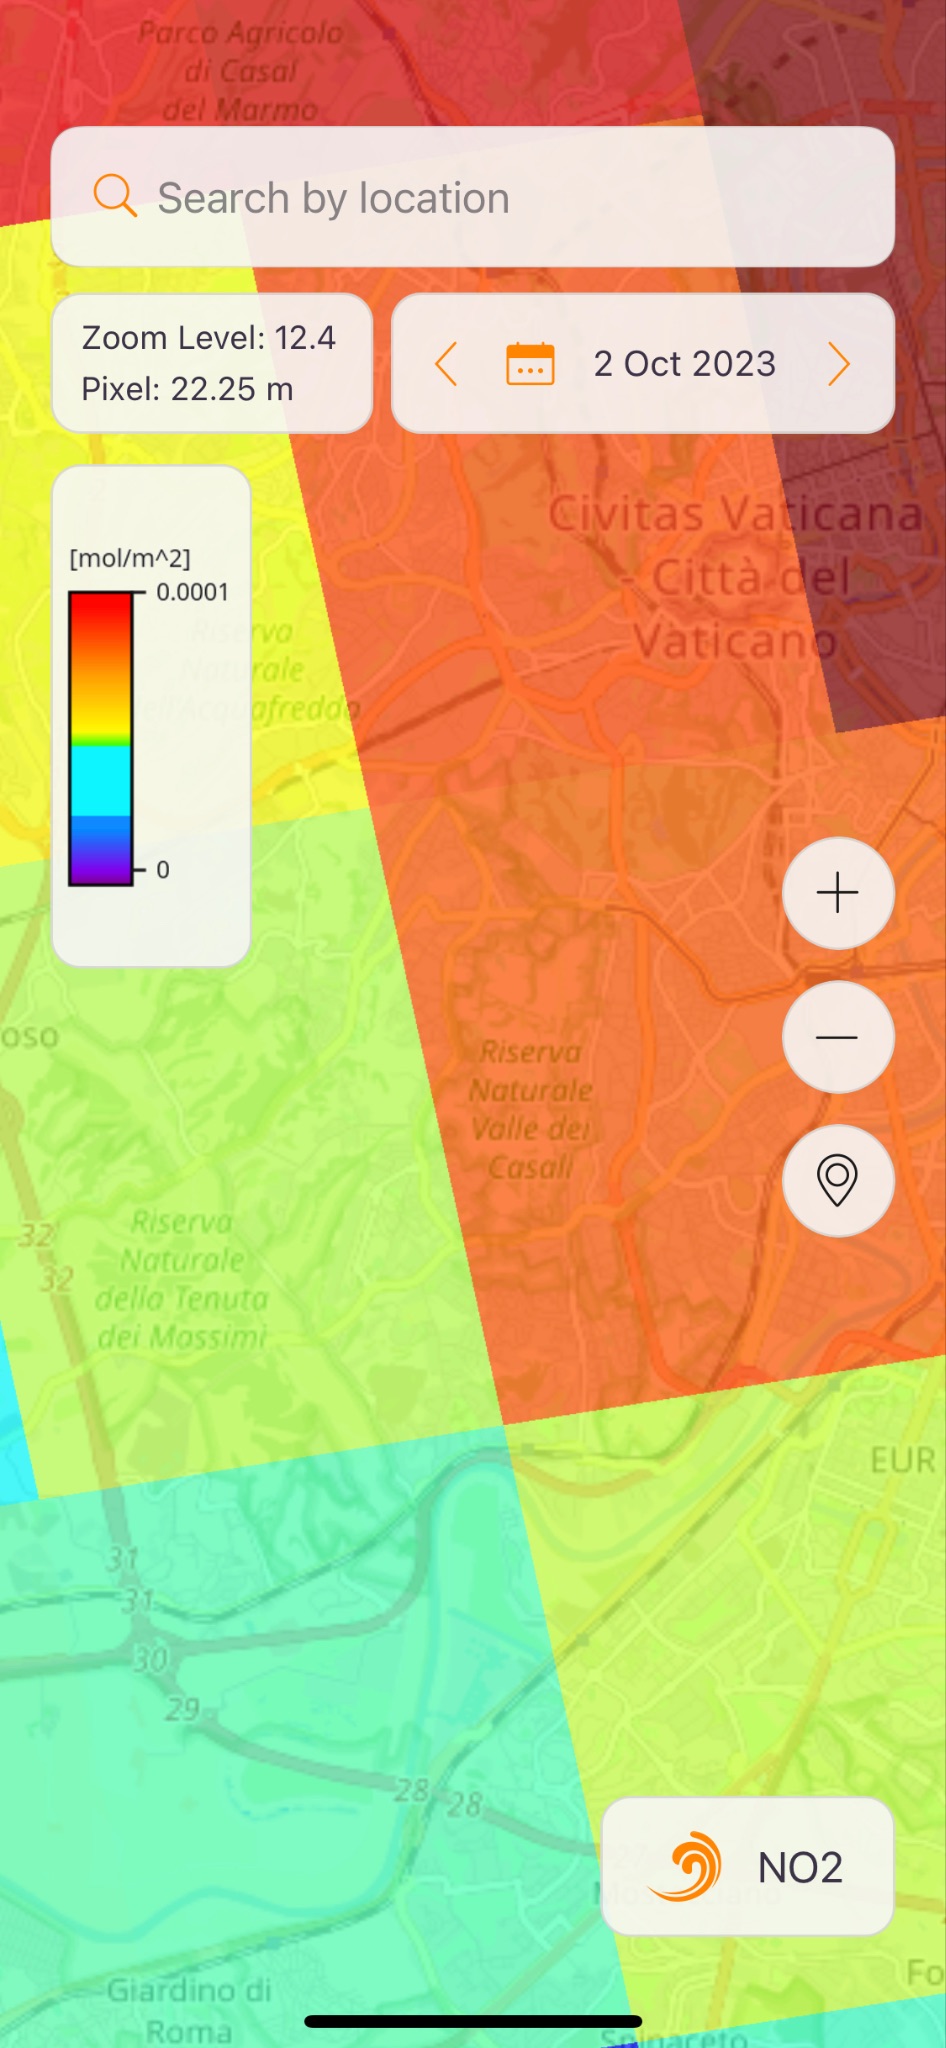 Parco Agricolo
di Casal
del Marmo
Search by location
Zoom Level: 12.4
Pixel: 22.25 m
2 Oct 2023
Civitas Vaticana
- Città del
Vaticano
[mol/m^2]
0.0001
0
Riserva
Naturale
dell'Acquafredda
oso
Riserva
Naturale
Valle dei
Casali
Riserva
Naturale
della Tenuta
dei Massimi
32
32
EUR
31
31
30
29
28
28
NO2
Fo
Giardino di
Roma
Spinaceto